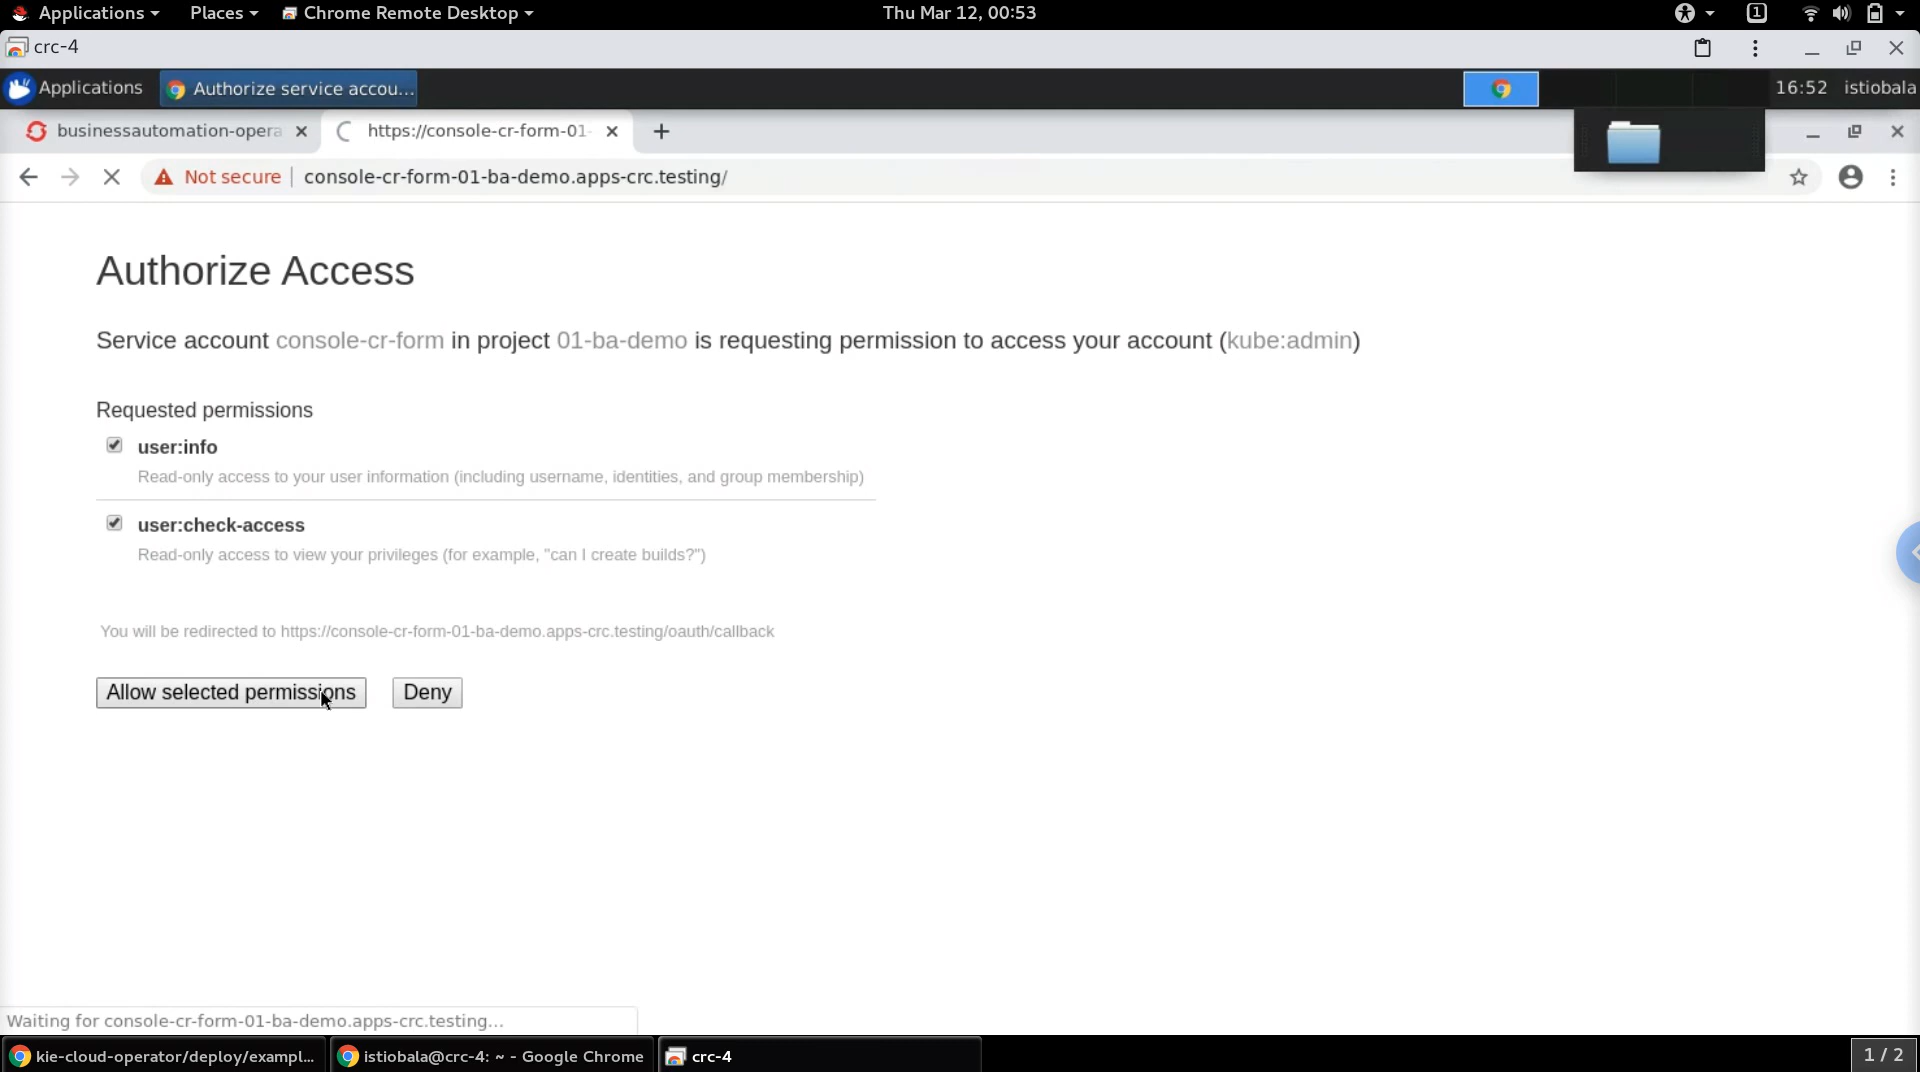 Applications Places Chrome Remote Desktop Thu Mar 12, 00:53 1
crc-4
Applications Authorize service accou... 16:52 istiobala
businessautomation-opera https://console-cr-form-01-
Not secure console-cr-form-01-ba-demo.apps-crc.testing/
Authorize Access
Service account console-cr-form in project 01-ba-demo is requesting permission to access your account (kube:admin)
Requested permissions
user:info
Read-only access to your user information (including username, identities, and group membership)
user:check-access
Read-only access to view your privileges (for example, "can I create builds?")
You will be redirected to https://console-cr-form-01-ba-demo.apps-crc.testing/oauth/callback
Allow selected permissions Deny
Waiting for console-cr-form-01-ba-demo.apps-crc.testing...
kie-cloud-operator/deploy/exampl... istiobala@crc-4: ~ - Google Chrome crc-4 1 / 2